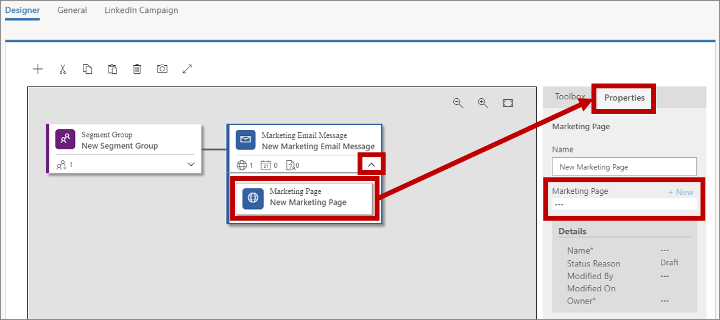 Designer General LinkedIn Campaign
Toolbox Properties
Segment Group
New Segment Group
1
Marketing Email Message
New Marketing Email Message
1 0 0
Marketing Page
New Marketing Page
Marketing Page
Name
New Marketing Page
Marketing Page + New
---
Details
Name* ---
Status Reason Draft
Modified By ---
Modified On
Owner* ---